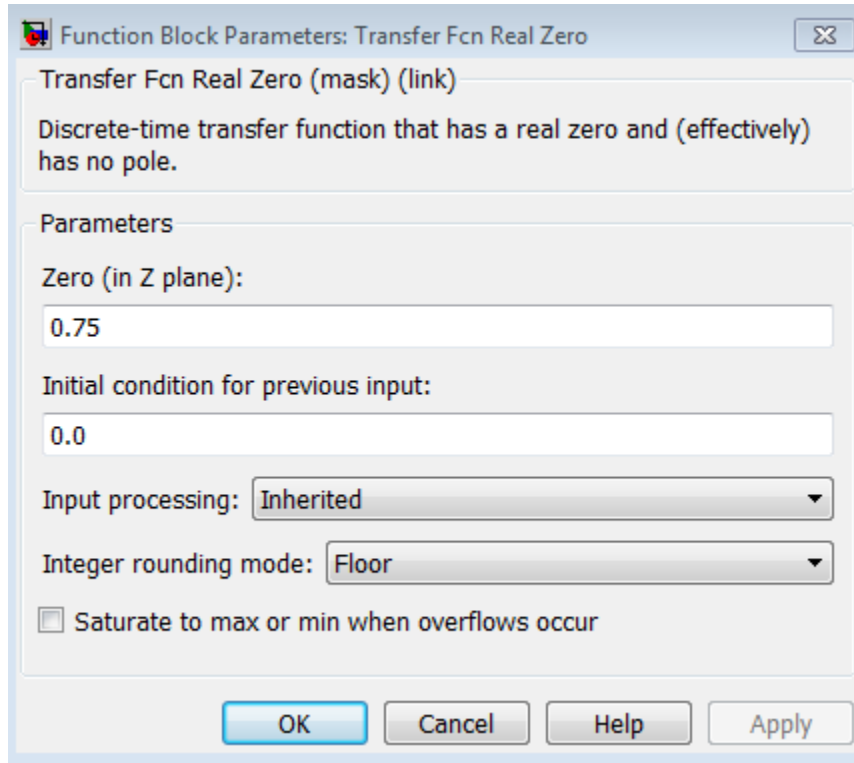 Function Block Parameters: Transfer Fcn Real Zero
Transfer Fcn Real Zero (mask) (link)
Discrete-time transfer function that has a real zero and (effectively)
has no pole.
Parameters
Zero (in Z plane):
0.75
Initial condition for previous input:
0.0
Input processing: Inherited
Integer rounding mode: Floor
Saturate to max or min when overflows occur
OK Cancel Help Apply